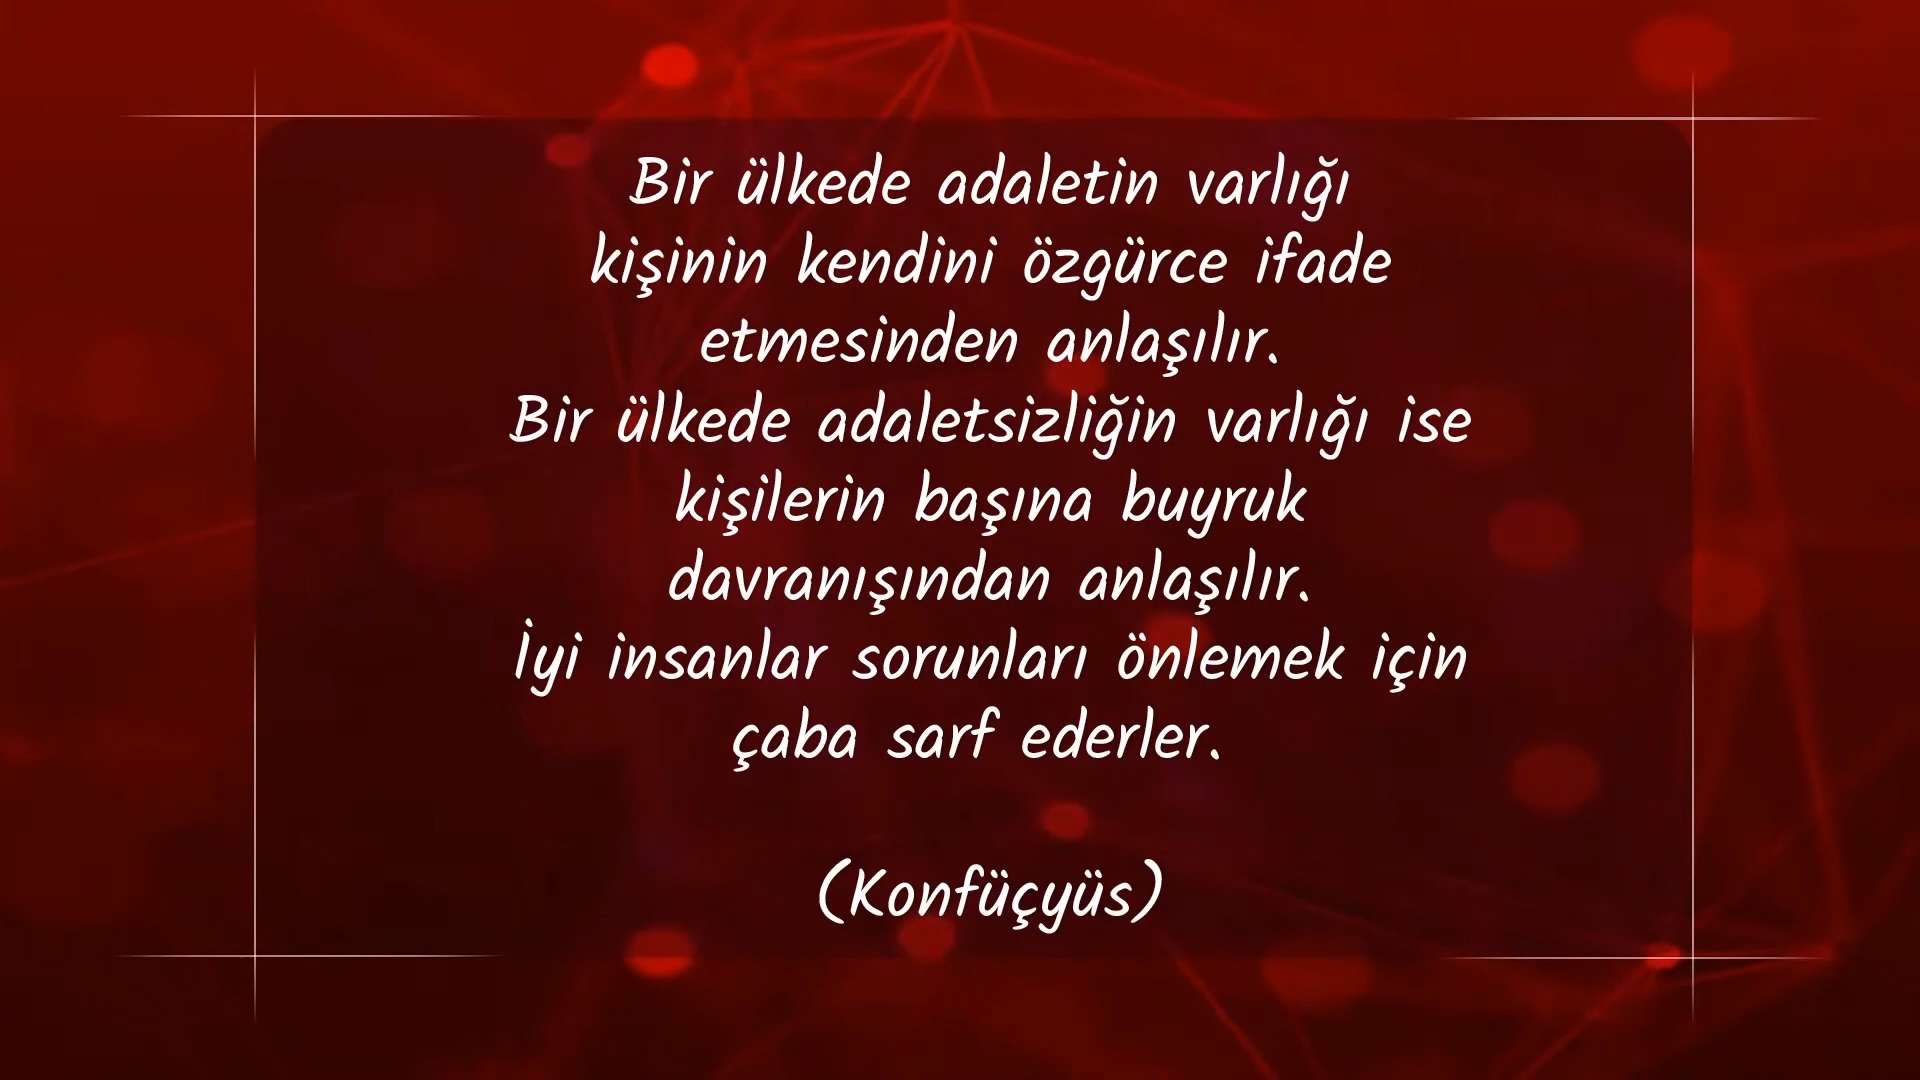 Bir ülkede adaletin varlığı
kişinin kendini özgürce ifade
etmesinden anlaşılır.
Bir ülkede adaletsizliğin varlığı ise
kişilerin başına buyruk
davranışından anlaşılır.
İyi insanlar sorunları önlemek için
çaba sarf ederler.
(Konfüçyüs)